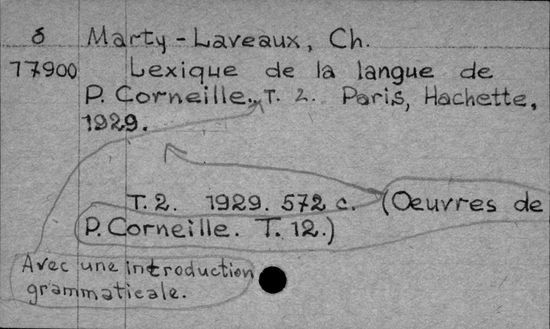 δ Marty-Laveaux, Ch.
77900 Lexique de la langue de
P. Corneille. T. 2. Paris, Hachette,
1929.
T. 2. 1929. 572 c. (Oeuvres de
P. Corneille. T. 12.)
Avec une introduction
grammaticale.